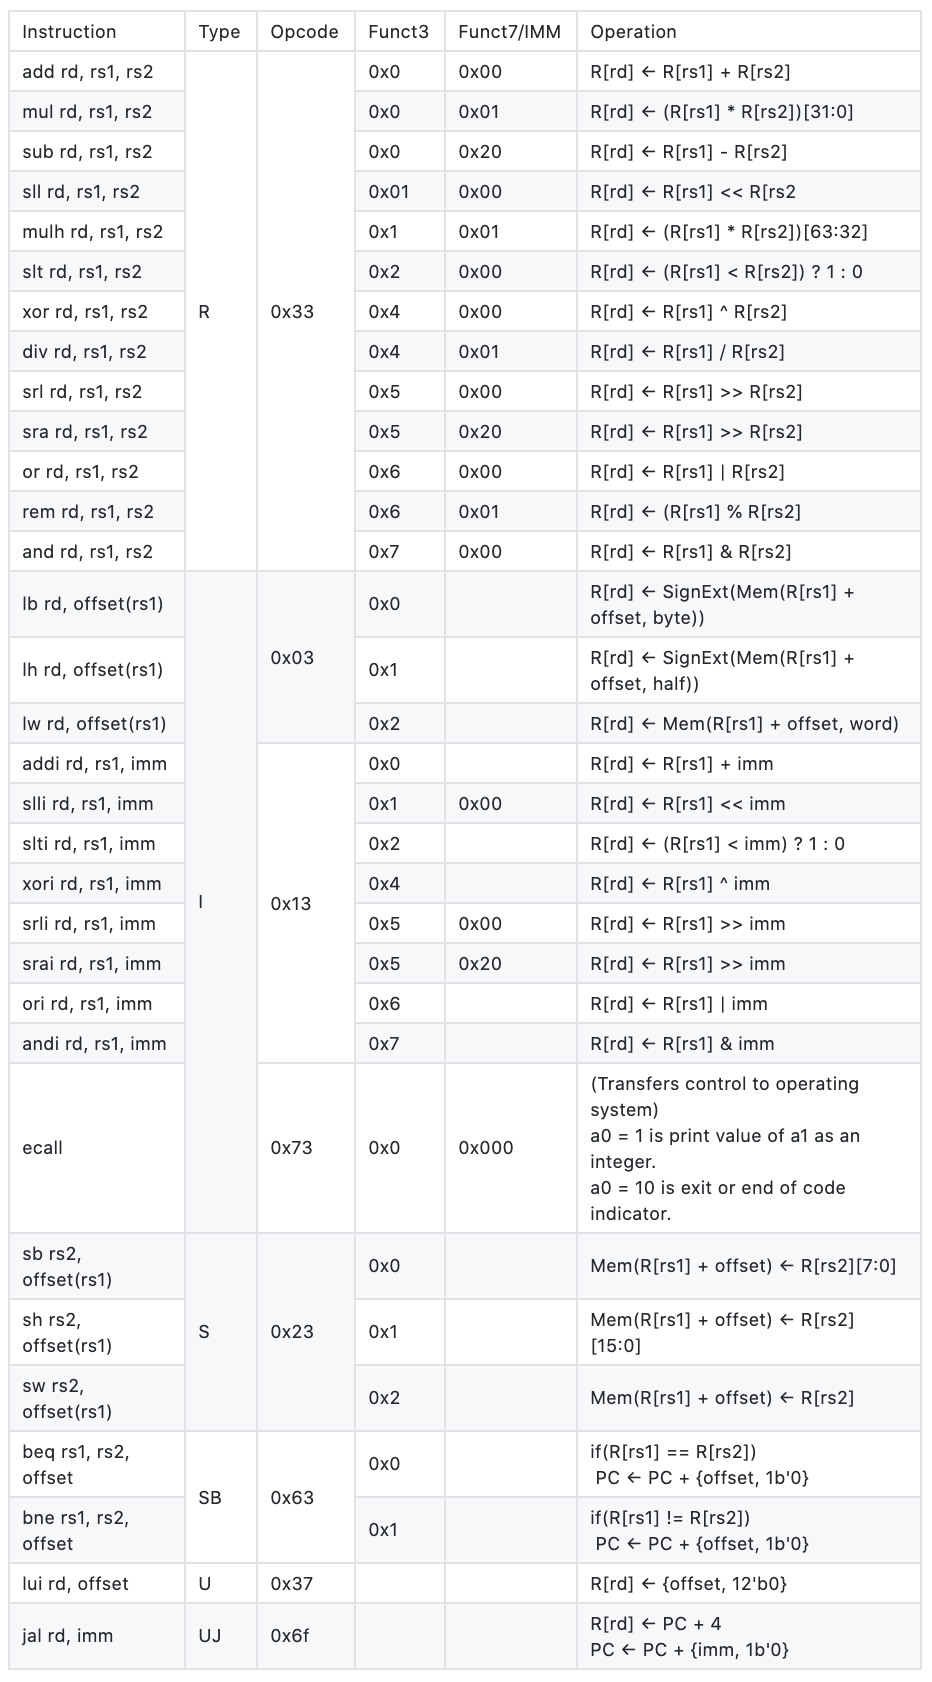 Instruction Type Opcode Funct3 Funct7/IMM Operation
add rd, rs1, rs2 0x0 0x00 R[rd] ← R[rs1] + R[rs2]
mul rd, rs1, rs2 0x0 0x01 R[rd] ← (R[rs1] * R[rs2])[31:0]
sub rd, rs1, rs2 0x0 0x20 R[rd] ← R[rs1] - R[rs2]
sll rd, rs1, rs2 0x01 0x00 R[rd] ← R[rs1] << R[rs2
mulh rd, rs1, rs2 0x1 0x01 R[rd] ← (R[rs1] * R[rs2])[63:32]
slt rd, rs1, rs2 0x2 0x00 R[rd] ← (R[rs1] < R[rs2]) ? 1 : 0
xor rd, rs1, rs2 R 0x33 0x4 0x00 R[rd] ← R[rs1] ^ R[rs2]
div rd, rs1, rs2 0x4 0x01 R[rd] ← R[rs1] / R[rs2]
srl rd, rs1, rs2 0x5 0x00 R[rd] ← R[rs1] >> R[rs2]
sra rd, rs1, rs2 0x5 0x20 R[rd] ← R[rs1] >> R[rs2]
or rd, rs1, rs2 0x6 0x00 R[rd] ← R[rs1] | R[rs2]
rem rd, rs1, rs2 0x6 0x01 R[rd] ← (R[rs1] % R[rs2]
and rd, rs1, rs2 0x7 0x00 R[rd] ← R[rs1] & R[rs2]
lb rd, offset(rs1) 0x0 R[rd] ← SignExt(Mem(R[rs1] +
offset, byte))
0x03
lh rd, offset(rs1) 0x1 R[rd] ← SignExt(Mem(R[rs1] +
offset, half))
lw rd, offset(rs1) 0x2 R[rd] ← Mem(R[rs1] + offset, word)
addi rd, rs1, imm 0x0 R[rd] ← R[rs1] + imm
slli rd, rs1, imm 0x1 0x00 R[rd] ← R[rs1] << imm
slti rd, rs1, imm 0x2 R[rd] ← (R[rs1] < imm) ? 1 : 0
xori rd, rs1, imm 0x4 R[rd] ← R[rs1] ^ imm
I 0x13
srli rd, rs1, imm 0x5 0x00 R[rd] ← R[rs1] >> imm
srai rd, rs1, imm 0x5 0x20 R[rd] ← R[rs1] >> imm
ori rd, rs1, imm 0x6 R[rd] ← R[rs1] | imm
andi rd, rs1, imm 0x7 R[rd] ← R[rs1] & imm
ecall 0x73 0x0 0x000 (Transfers control to operating
system)
a0 = 1 is print value of a1 as an
integer.
a0 = 10 is exit or end of code
indicator.
sb rs2,
offset(rs1) 0x0 Mem(R[rs1] + offset) ← R[rs2][7:0]
sh rs2,
offset(rs1) S 0x23 0x1 Mem(R[rs1] + offset) ← R[rs2]
[15:0]
sw rs2,
offset(rs1) 0x2 Mem(R[rs1] + offset) ← R[rs2]
beq rs1, rs2,
offset 0x0 if(R[rs1] == R[rs2])
PC ← PC + {offset, 1b'0}
SB 0x63
bne rs1, rs2,
offset 0x1 if(R[rs1] != R[rs2])
PC ← PC + {offset, 1b'0}
lui rd, offset U 0x37 R[rd] ← {offset, 12'b0}
jal rd, imm UJ 0x6f R[rd] ← PC + 4
PC ← PC + {imm, 1b'0}